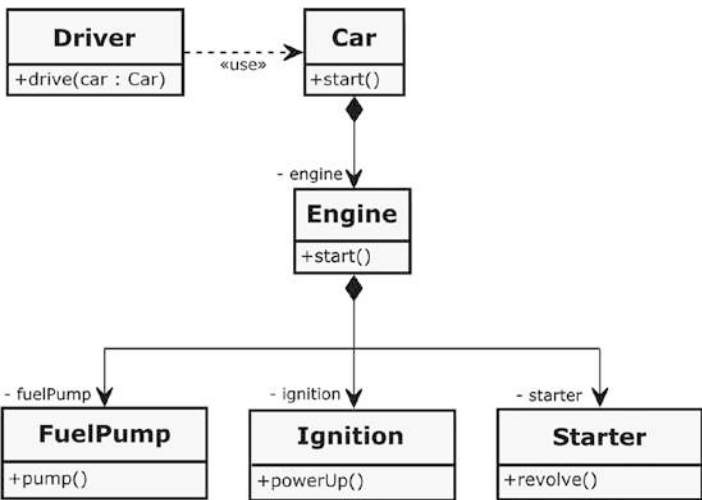 Driver
+drive(car : Car)
«use»
Car
+start()
- engine
Engine
+start()
- fuelPump
FuelPump
+pump()
- ignition
Ignition
+powerUp()
- starter
Starter
+revolve()